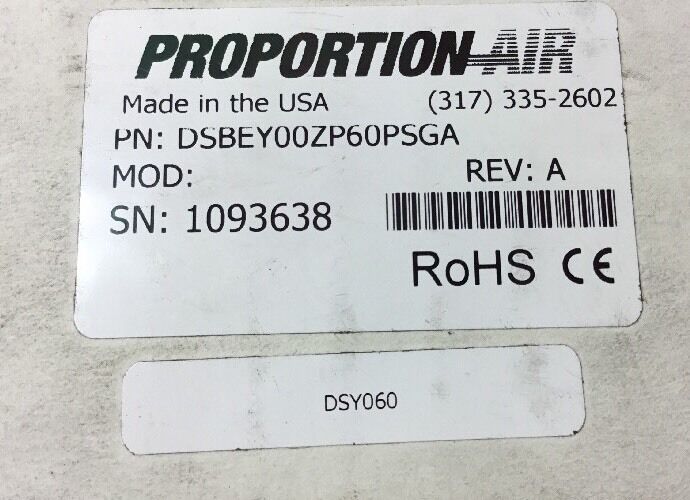 PROPORTION-AIR
Made in the USA (317) 335-2602
PN: DSBEY00ZP60PSGA
MOD: REV: A
SN: 1093638
RoHS CE
DSY060